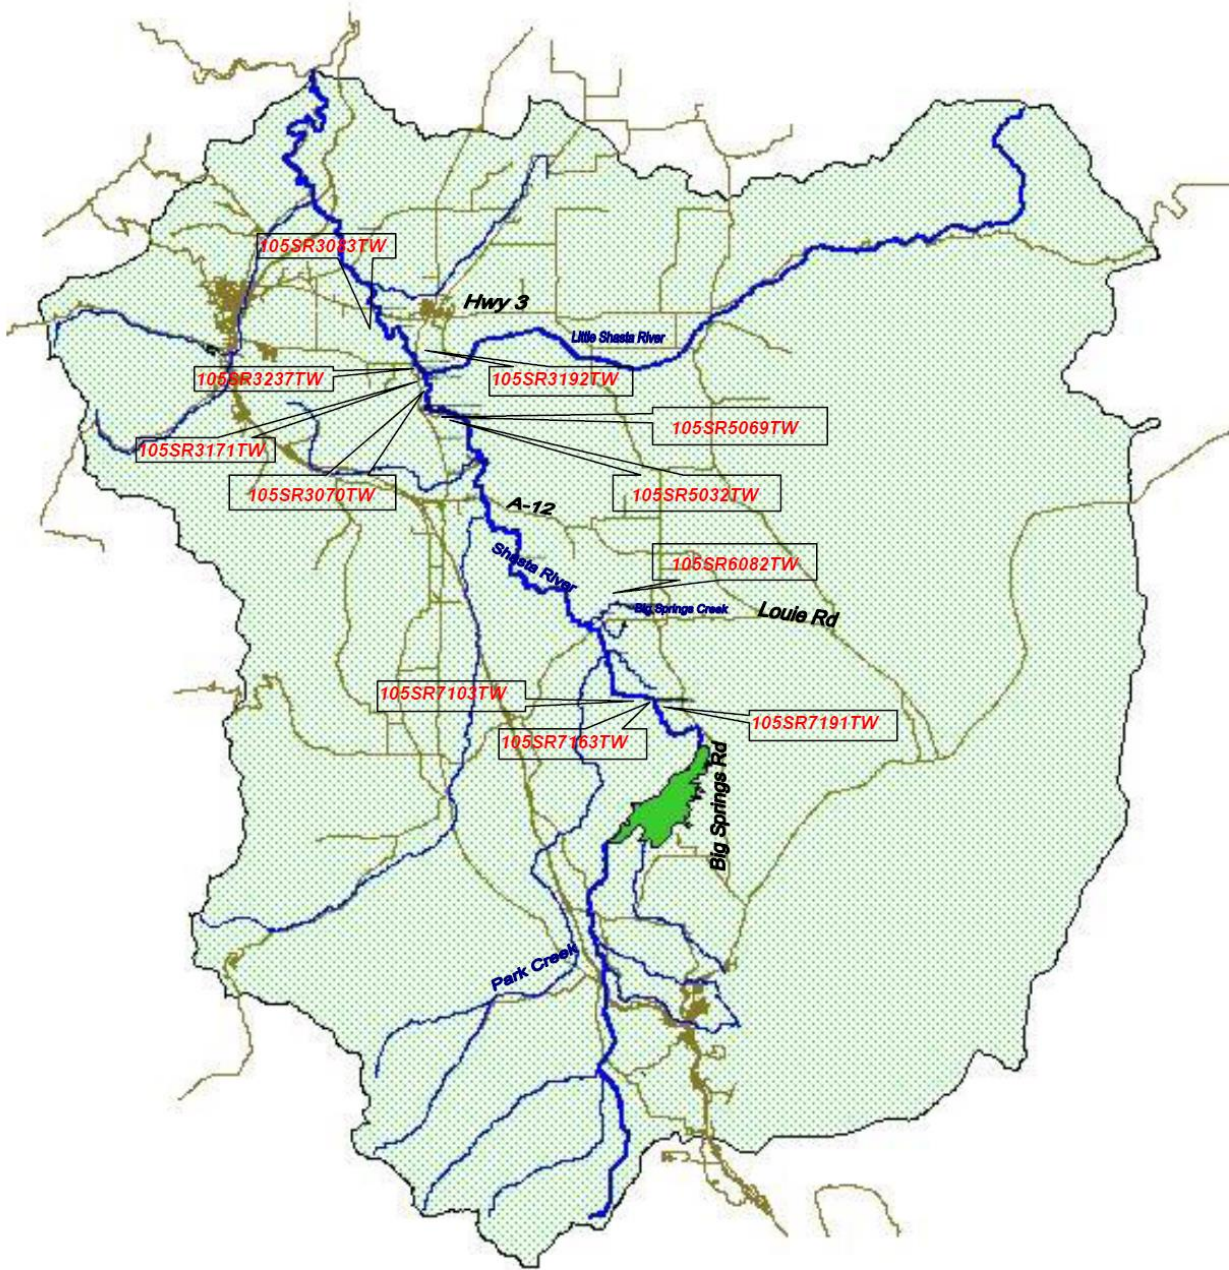 105SR3083TW
Hwy 3
Little Shasta River
105SR3237TW
105SR3192TW
105SR5069TW
105SR3171TW
105SR3070TW
105SR5032TW
A-12
Shasta River
105SR6082TW
Big Springs Creek
Louie Rd
105SR7103TW
105SR7191TW
105SR7163TW
Big Springs Rd
Park Creek